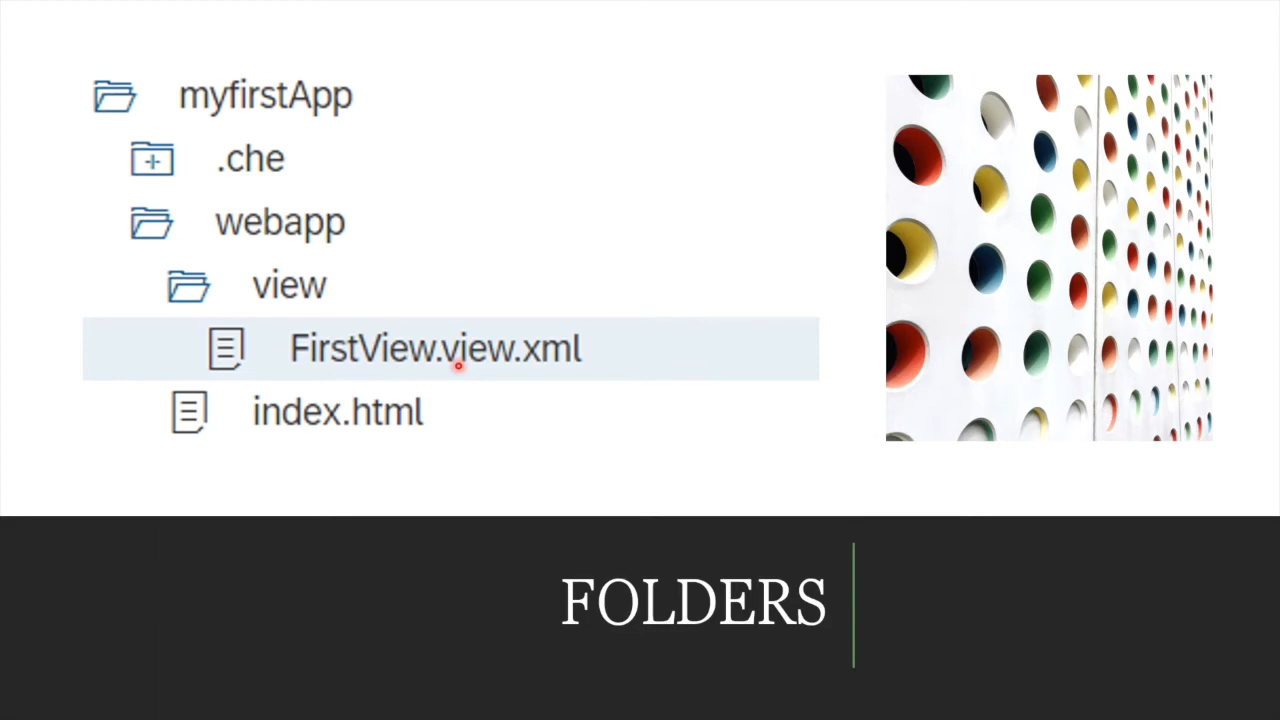 myfirstApp
.che
webapp
view
FirstView.view.xml
index.html
FOLDERS